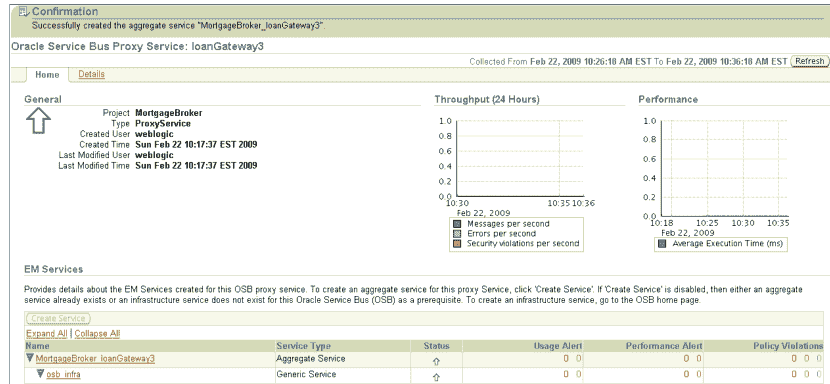 Confirmation
Successfully created the aggregate service "MortgageBroker_loanGateway3".
Oracle Service Bus Proxy Service: loanGateway3
Collected From Feb 22, 2009 10:26:18 AM EST To Feb 22, 2009 10:36:18 AM EST Refresh
Home Details
General
Project MortgageBroker
Type ProxyService
Created User weblogic
Created Time Sun Feb 22 10:17:37 EST 2009
Last Modified User weblogic
Last Modified Time Sun Feb 22 10:17:37 EST 2009
Throughput (24 Hours)
1.0
0.8
0.6
0.4
0.2
0.0
10:30 10:35 10:36
Feb 22, 2009
Messages per second
Errors per second
Security violations per second
Performance
1.0
0.8
0.6
0.4
0.2
0.0
10:18 10:25 10:30 10:35
Feb 22, 2009
Average Execution Time (ms)
EM Services
Provides details about the EM Services created for this OSB proxy service. To create an aggregate service for this proxy Service, click 'Create Service'. If 'Create Service' is disabled, then either an aggregate
service already exists or an infrastructure service does not exist for this Oracle Service Bus (OSB) as a prerequisite. To create an infrastructure service, go to the OSB home page.
Create Service
Expand All | Collapse All
Name Service Type Status Usage Alert Performance Alert Policy Violations
MortgageBroker_loanGateway3 Aggregate Service 0 0 0 0 0 0 0
osb_infra Generic Service 0 0 0 0 0 0 0